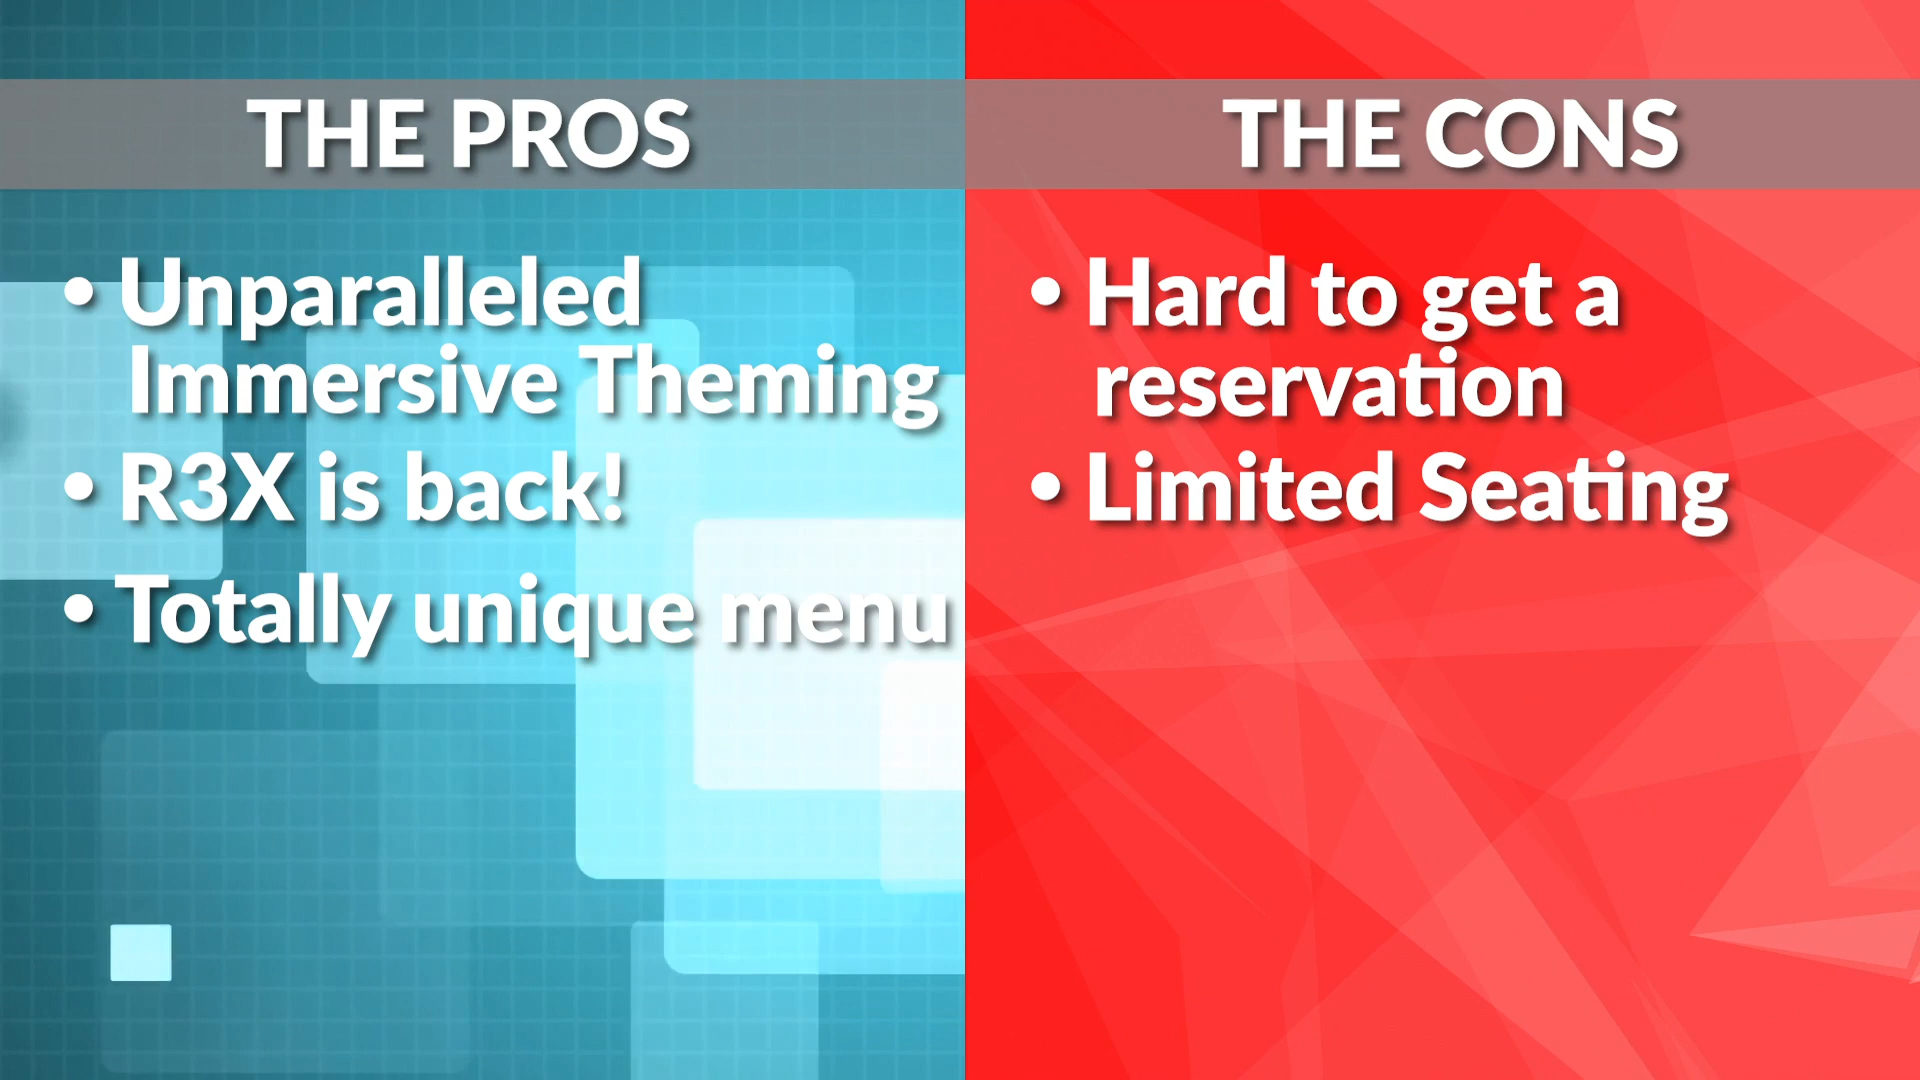 THE PROS
• Unparalleled
Immersive Theming
• R3X is back!
• Totally unique menu
THE CONS
• Hard to get a
reservation
• Limited Seating